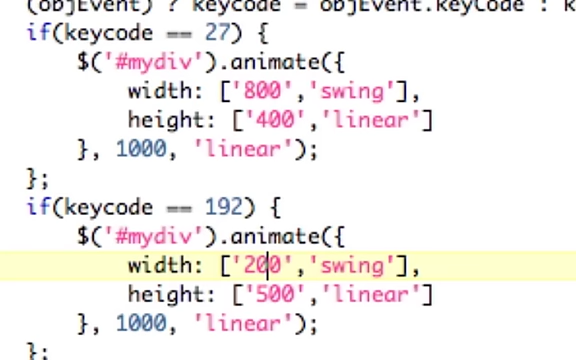 (objEvent) ? keycode = objEvent.keyCode : k
if(keycode == 27) {
$('#mydiv').animate({
width: ['800','swing'],
height: ['400','linear']
}, 1000, 'linear');
};
if(keycode == 192) {
$('#mydiv').animate({
width: ['200','swing'],
height: ['500','linear']
}, 1000, 'linear');
};